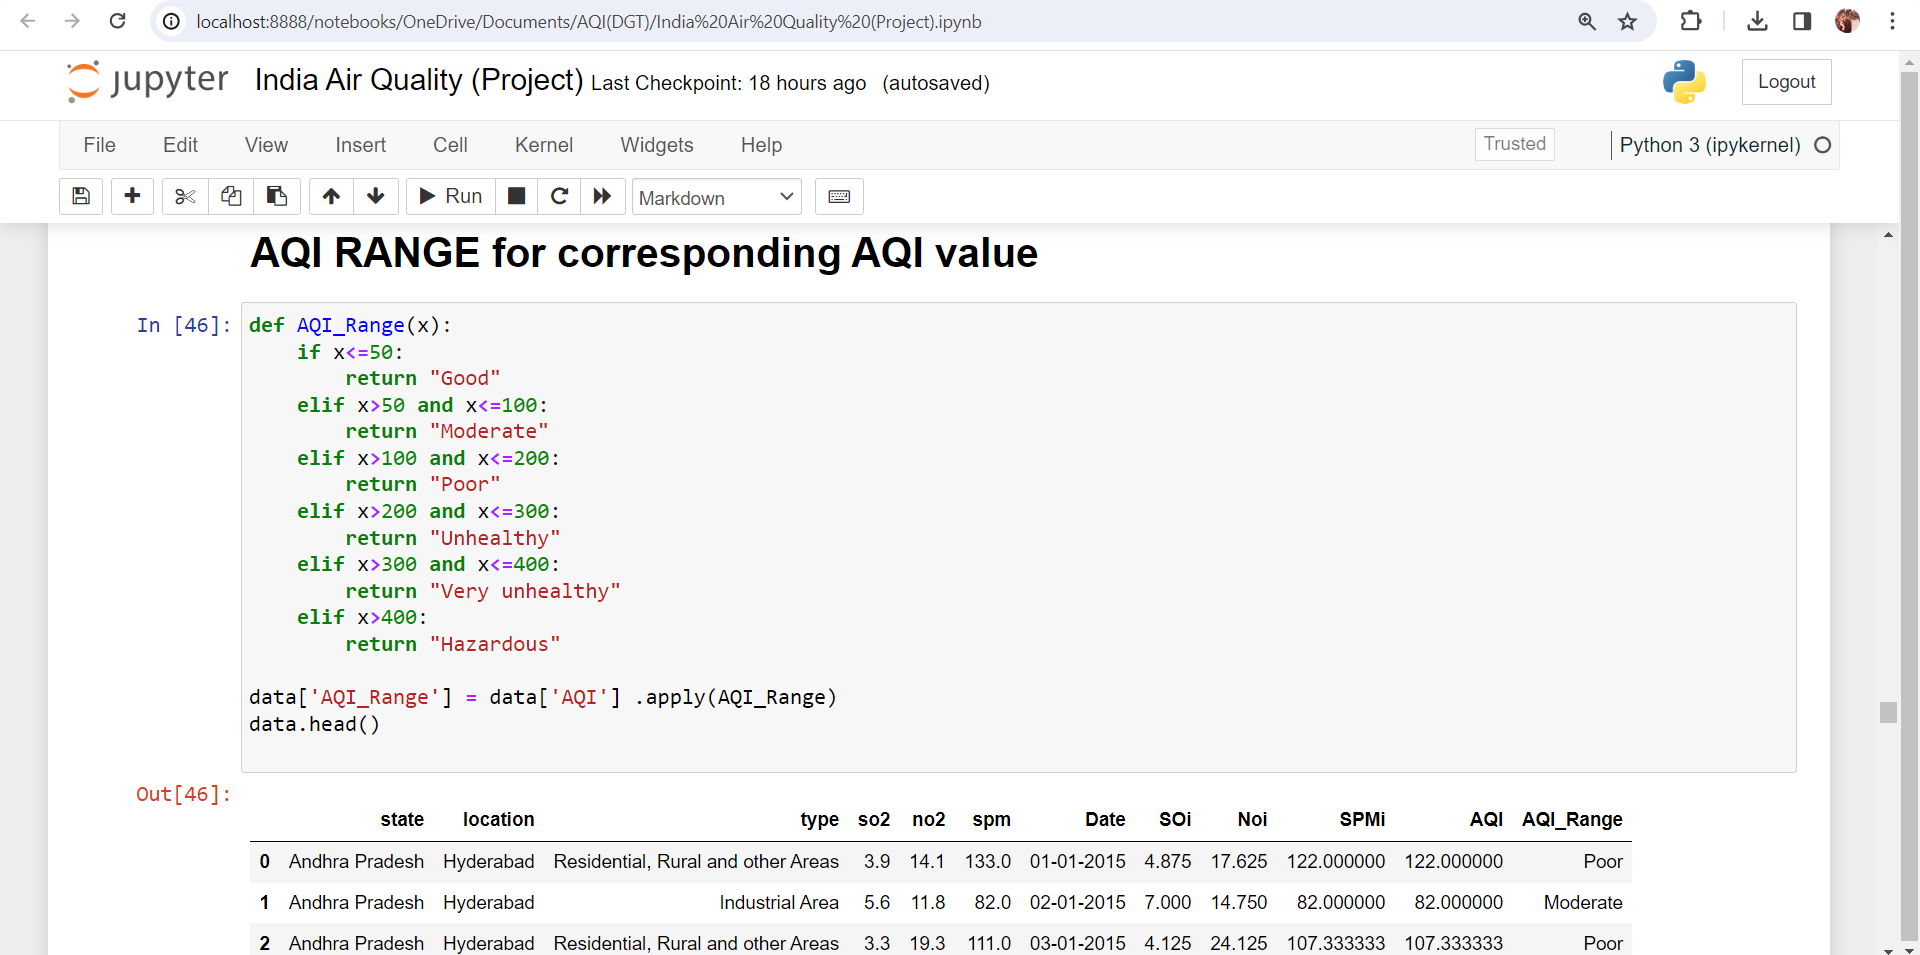 localhost:8888/notebooks/OneDrive/Documents/AQI(DGT)/India%20Air%20Quality%20(Project).ipynb
jupyter India Air Quality (Project) Last Checkpoint: 18 hours ago (autosaved) Logout
File Edit View Insert Cell Kernel Widgets Help Trusted Python 3 (ipykernel)
Run Markdown
AQI RANGE for corresponding AQI value
In [46]: def AQI_Range(x):
    if x<=50:
        return "Good"
    elif x>50 and x<=100:
        return "Moderate"
    elif x>100 and x<=200:
        return "Poor"
    elif x>200 and x<=300:
        return "Unhealthy"
    elif x>300 and x<=400:
        return "Very unhealthy"
    elif x>400:
        return "Hazardous"
data['AQI_Range'] = data['AQI'] .apply(AQI_Range)
data.head()
Out[46]:
state location type so2 no2 spm Date SOi Noi SPMi AQI AQI_Range
0 Andhra Pradesh Hyderabad Residential, Rural and other Areas 3.9 14.1 133.0 01-01-2015 4.875 17.625 122.000000 122.000000 Poor
1 Andhra Pradesh Hyderabad Industrial Area 5.6 11.8 82.0 02-01-2015 7.000 14.750 82.000000 82.000000 Moderate
2 Andhra Pradesh Hyderabad Residential, Rural and other Areas 3.3 19.3 111.0 03-01-2015 4.125 24.125 107.333333 107.333333 Poor